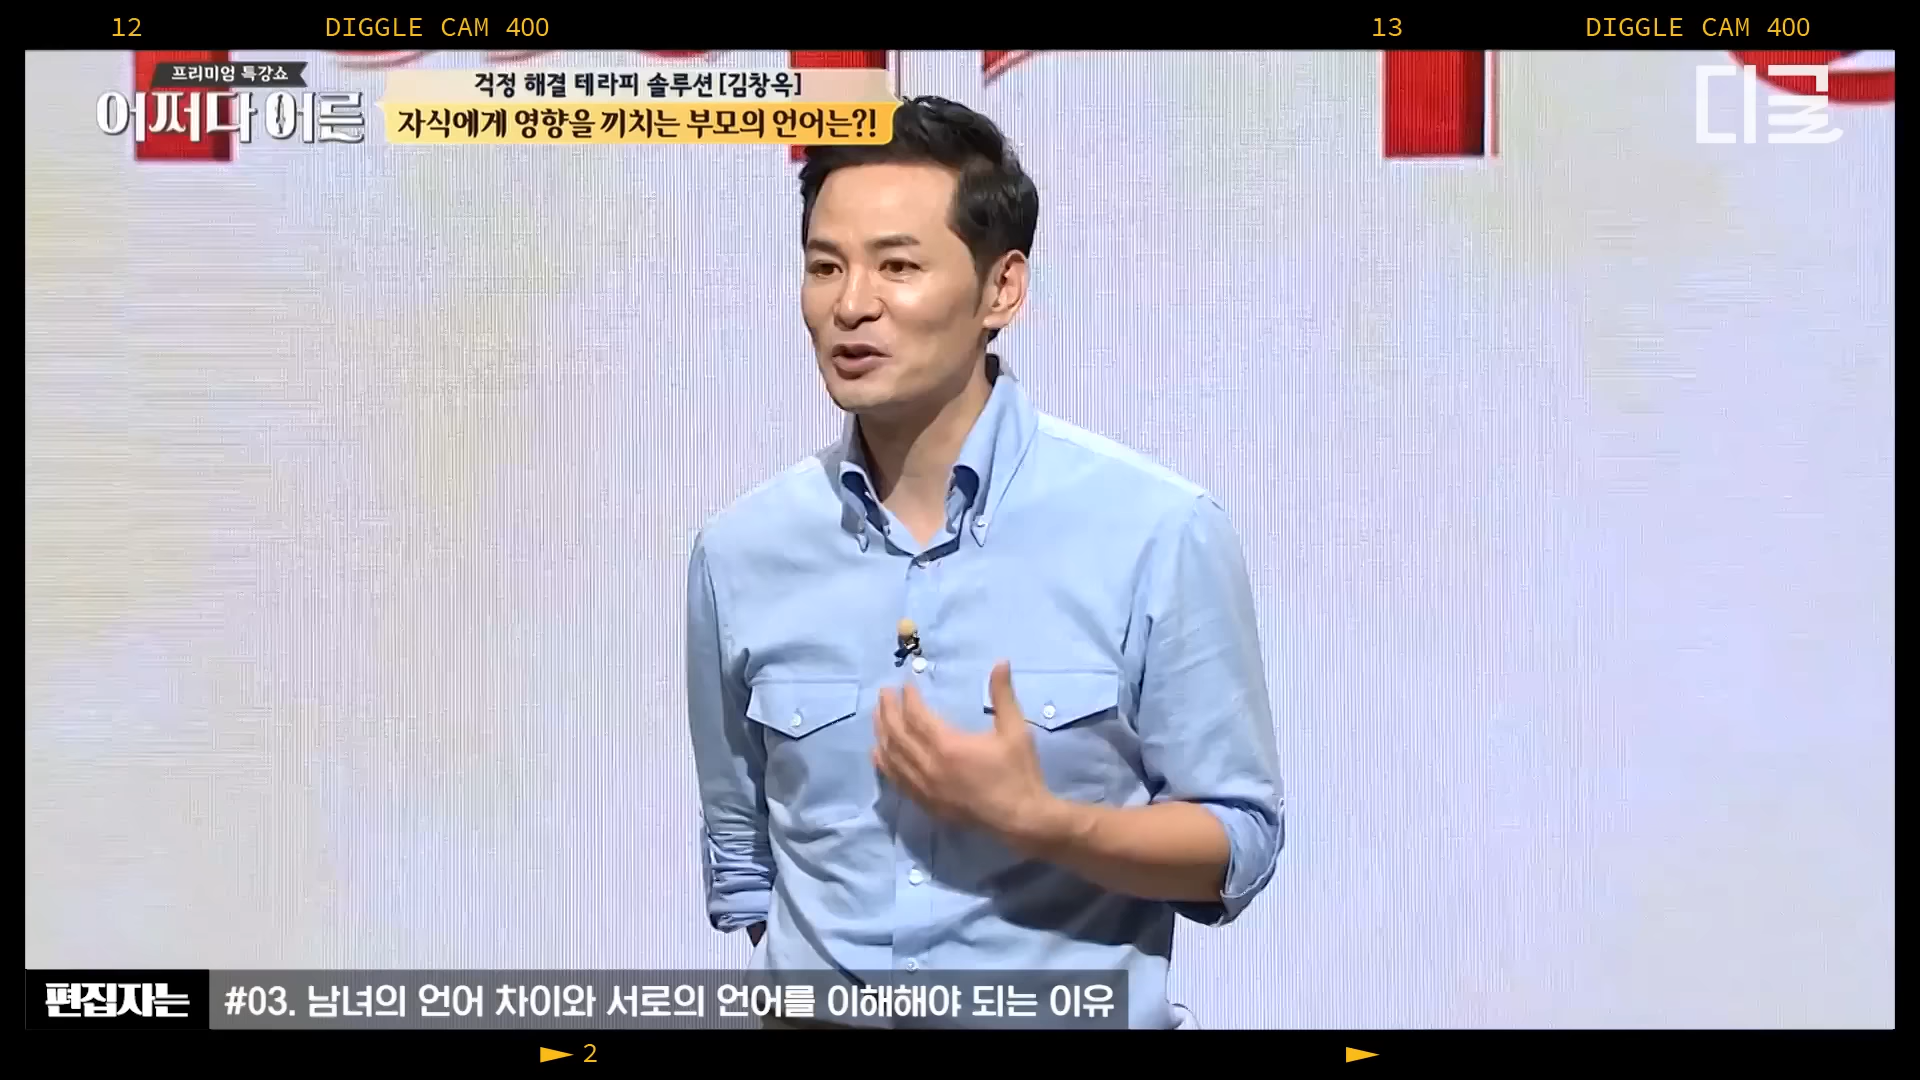 12 DIGGLE CAM 400 13 DIGGLE CAM 400
프리미엄 특강쇼
어쩌다 어른
걱정 해결 테라피 솔루션 [김창옥]
자식에게 영향을 끼치는 부모의 언어는?!
디글
편집자는
#03. 남녀의 언어 차이와 서로의 언어를 이해해야 되는 이유
2